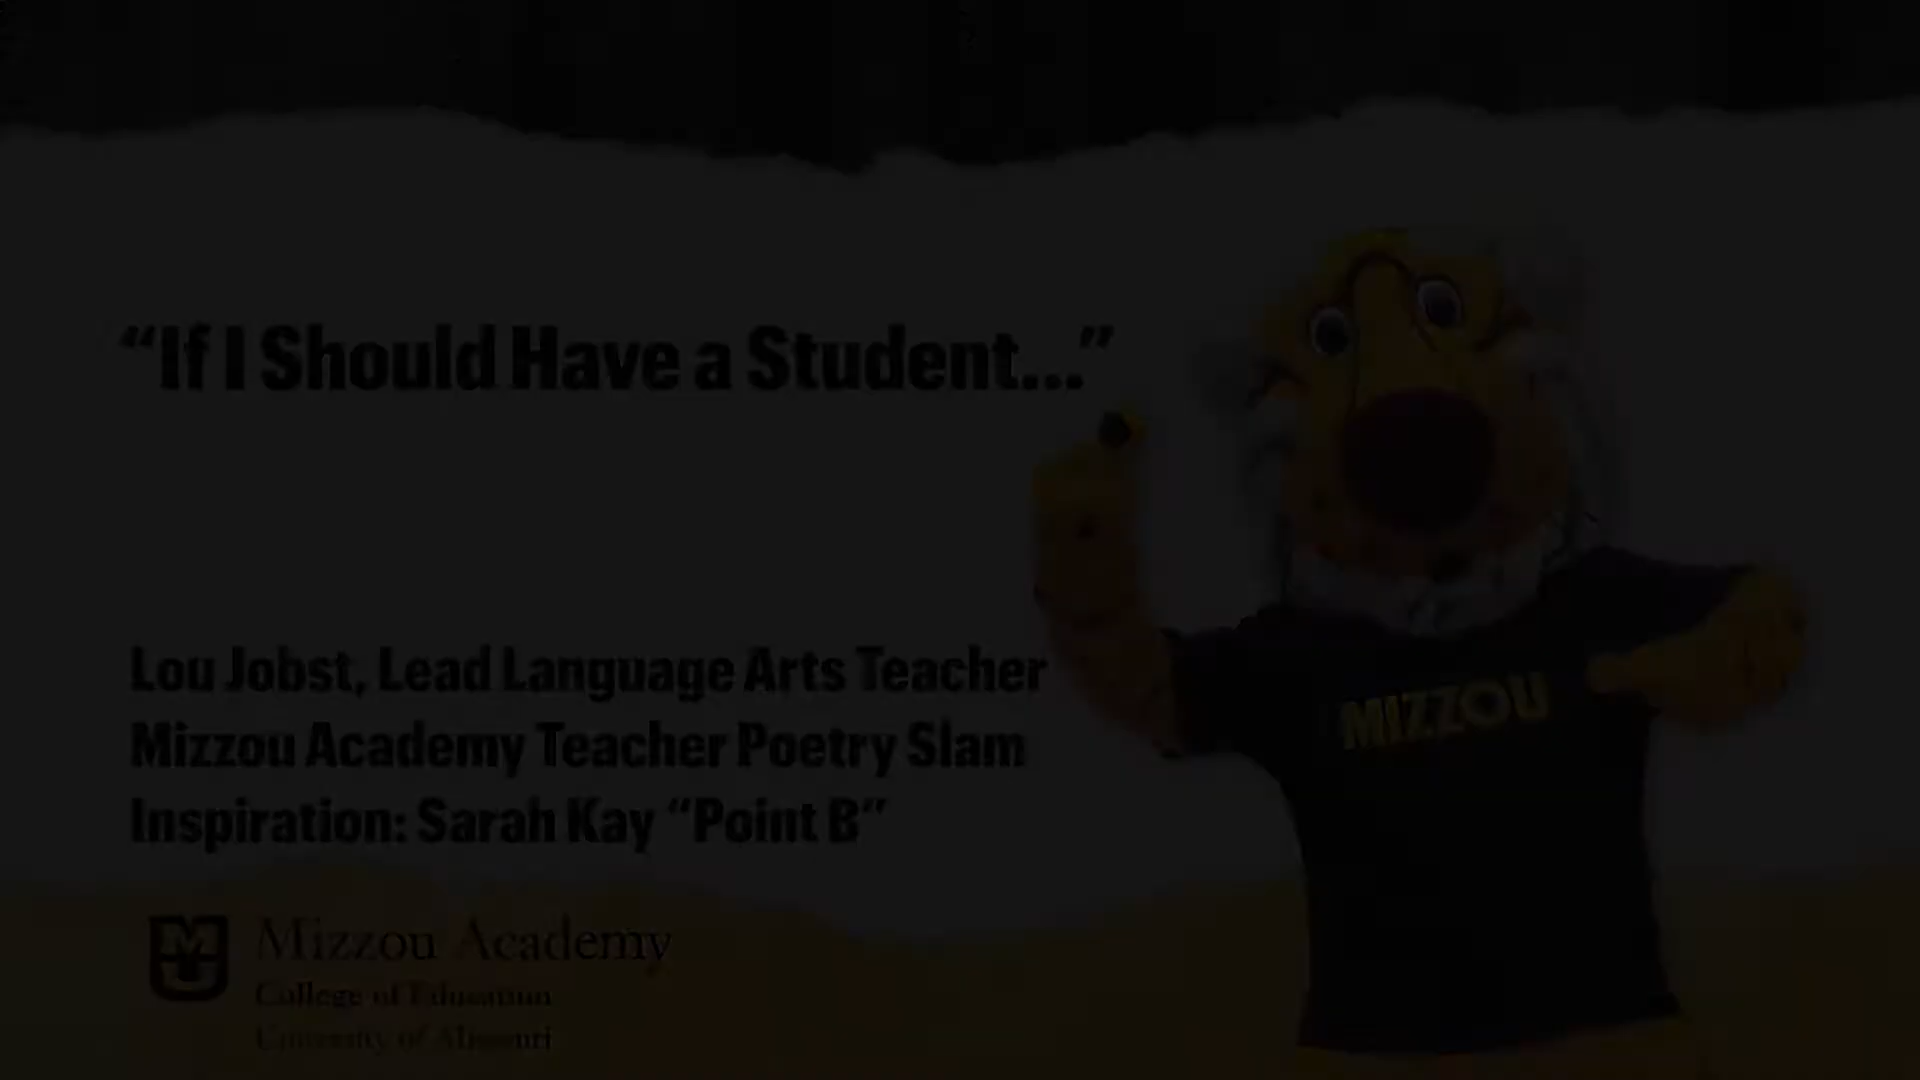 “If I Should Have a Student...”
Lou Jobst, Lead Language Arts Teacher
Mizzou Academy Teacher Poetry Slam
Inspiration: Sarah Kay “Point B”
MIZZOU
MU
Mizzou Academy
College of Education
University of Missouri